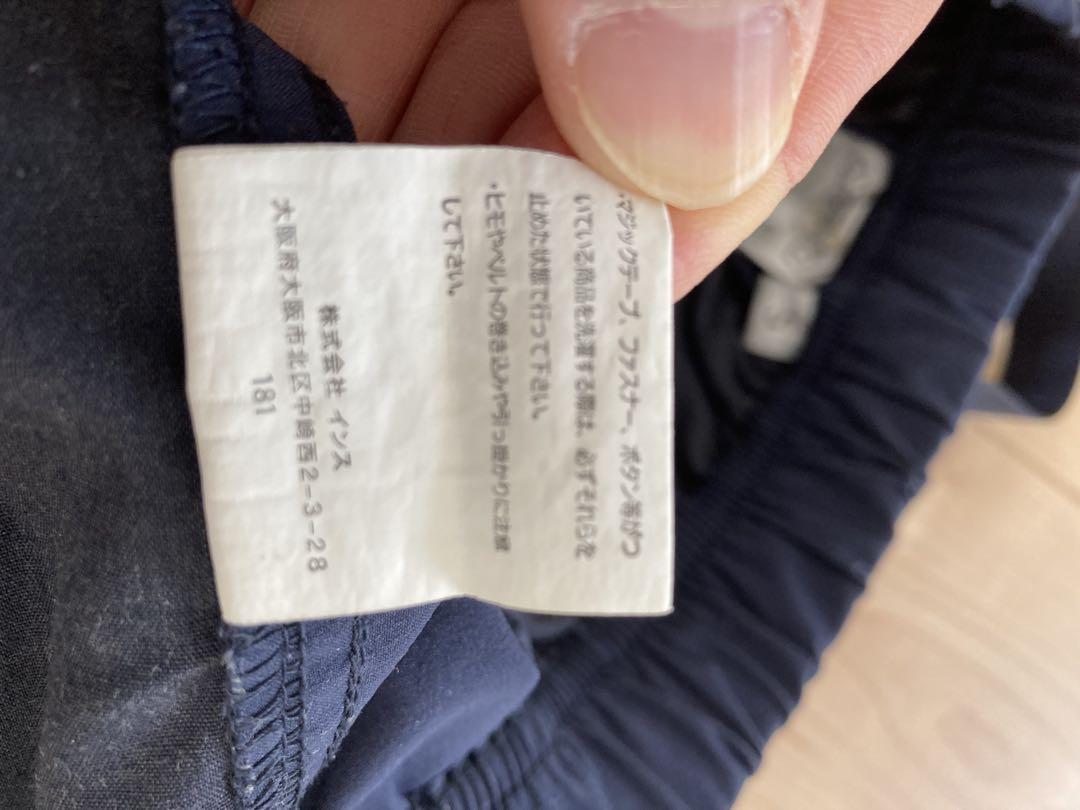 ・マジックテープ、ファスナー、ボタン等がつ
いている商品を洗濯する際は、必ずそれらを
止めた状態で行って下さい。
・ヒモやベルトの巻き込みや引っ掛かりに注意
して下さい。
株式会社 インス
大阪府大阪市北区中崎西2-3-28
181